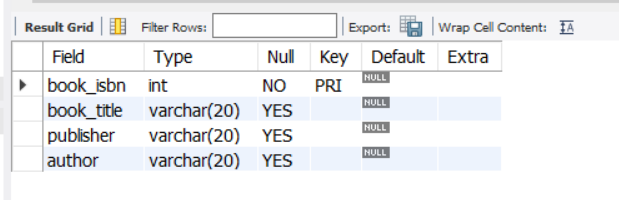 Result Grid Filter Rows: Export: Wrap Cell Content: IA
Field Type Null Key Default Extra
book_isbn int NO PRI NULL
book_title varchar(20) YES NULL
publisher varchar(20) YES NULL
author varchar(20) YES NULL